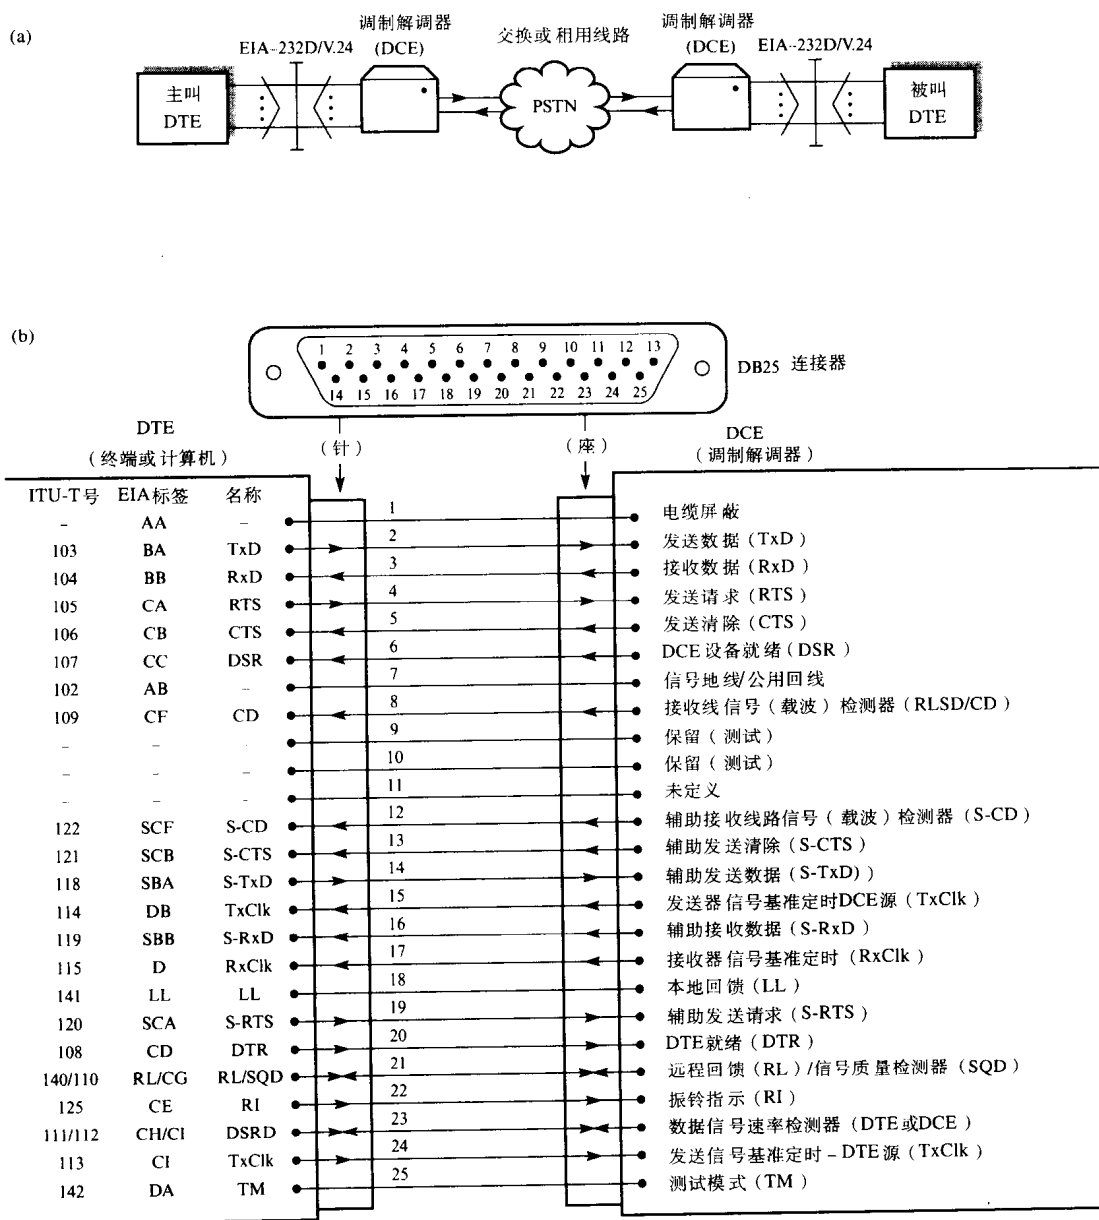 (a)
调制解调器
(DCE)
EIA-232D/V.24
交换或租用线路
调制解调器
(DCE)
EIA-232D/V.24
主叫
DTE
PSTN
被叫
DTE
(b)
1 2 3 4 5 6 7 8 9 10 11 12 13
14 15 16 17 18 19 20 21 22 23 24 25
DB25 连接器
DTE
（终端或计算机）
（针）
（座）
DCE
（调制解调器）
ITU-T号 EIA标签 名称
– AA – 1 电缆屏蔽
103 BA TxD 2 发送数据（TxD）
104 BB RxD 3 接收数据（RxD）
105 CA RTS 4 发送请求（RTS）
106 CB CTS 5 发送清除（CTS）
107 CC DSR 6 DCE设备就绪（DSR）
102 AB – 7 信号地线/公用回线
109 CF CD 8 接收线信号（载波）检测器（RLSD/CD）
– – 9 保留（测试）
– – – 10 保留（测试）
– – – 11 未定义
122 SCF S-CD 12 辅助接收线路信号（载波）检测器（S-CD）
121 SCB S-CTS 13 辅助发送清除（S-CTS）
118 SBA S-TxD 14 辅助发送数据（S-TxD)）
114 DB TxClk 15 发送器信号基准定时DCE源（TxClk）
119 SBB S-RxD 16 辅助接收数据（S-RxD）
115 D RxClk 17 接收器信号基准定时（RxClk）
141 LL LL 18 本地回馈（LL）
120 SCA S-RTS 19 辅助发送请求（S-RTS）
108 CD DTR 20 DTE就绪（DTR）
140/110 RL/CG RL/SQD 21 远程回馈（RL）/信号质量检测器（SQD）
125 CE RI 22 振铃指示（RI）
111/112 CH/CI DSRD 23 数据信号速率检测器（DTE或DCE）
113 CI TxClk 24 发送信号基准定时–DTE源（TxClk）
142 DA TM 25 测试模式（TM）